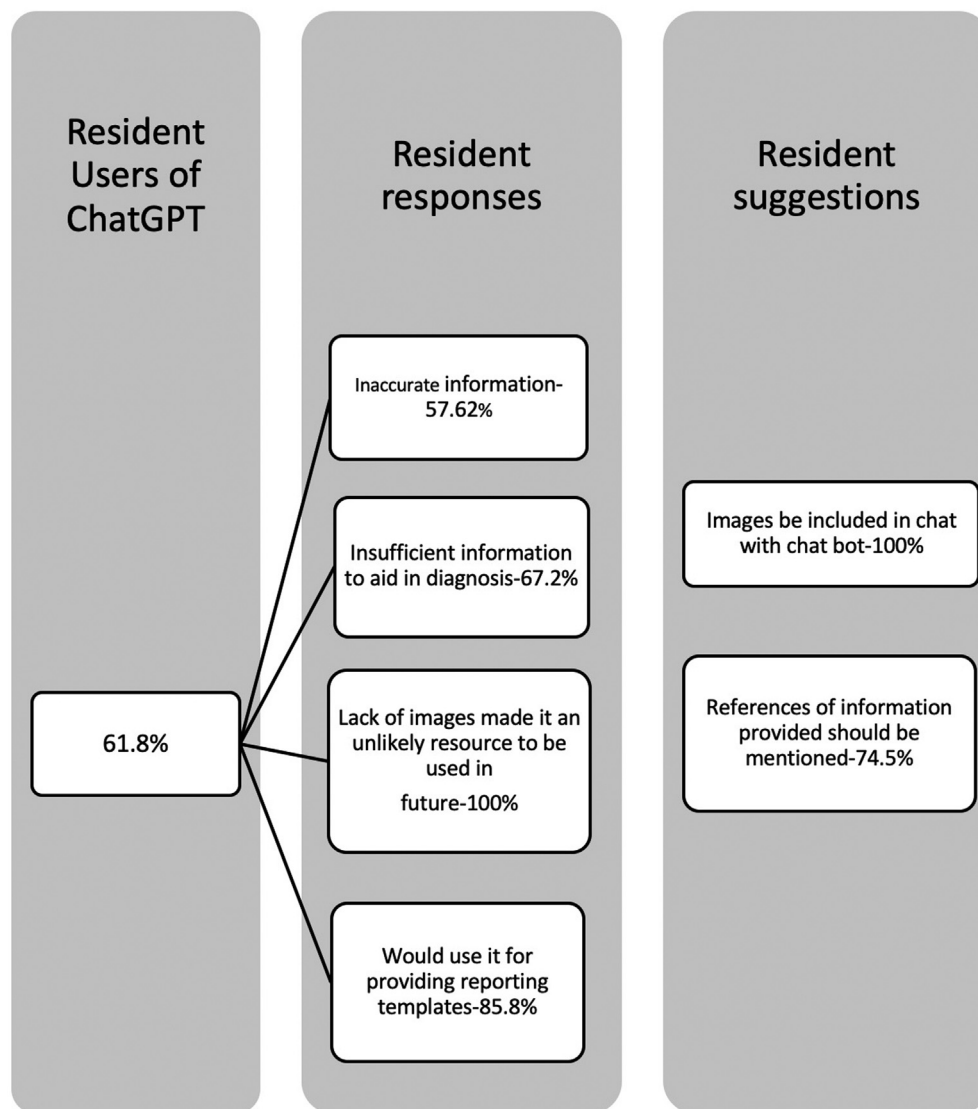 Resident
Users of
ChatGPT
61.8%
Resident
responses
Inaccurate information-
57.62%
Insufficient information
to aid in diagnosis-67.2%
Lack of images made it an
unlikely resource to be
used in
future-100%
Would use it for
providing reporting
templates-85.8%
Resident
suggestions
Images be included in chat
with chat bot-100%
References of information
provided should be
mentioned-74.5%